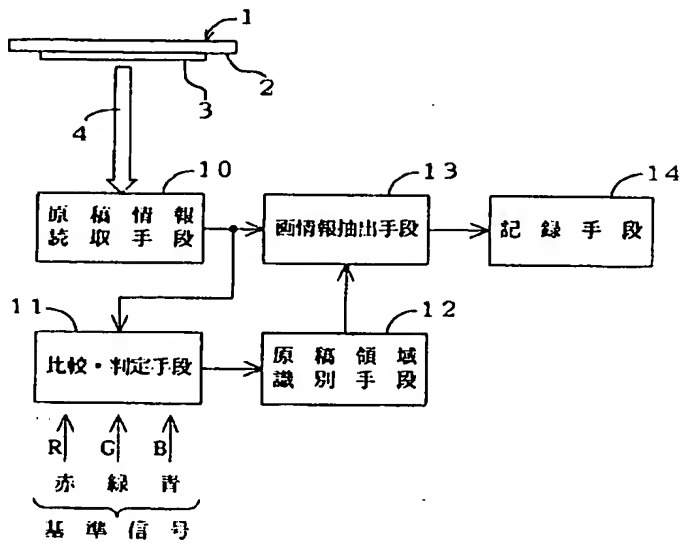 1
2
3
4
10
原稿情報
読取手段
13
画情報抽出手段
14
記録手段
11
比較・判定手段
12
原稿領域
識別手段
R G B
赤 緑 青
基準信号